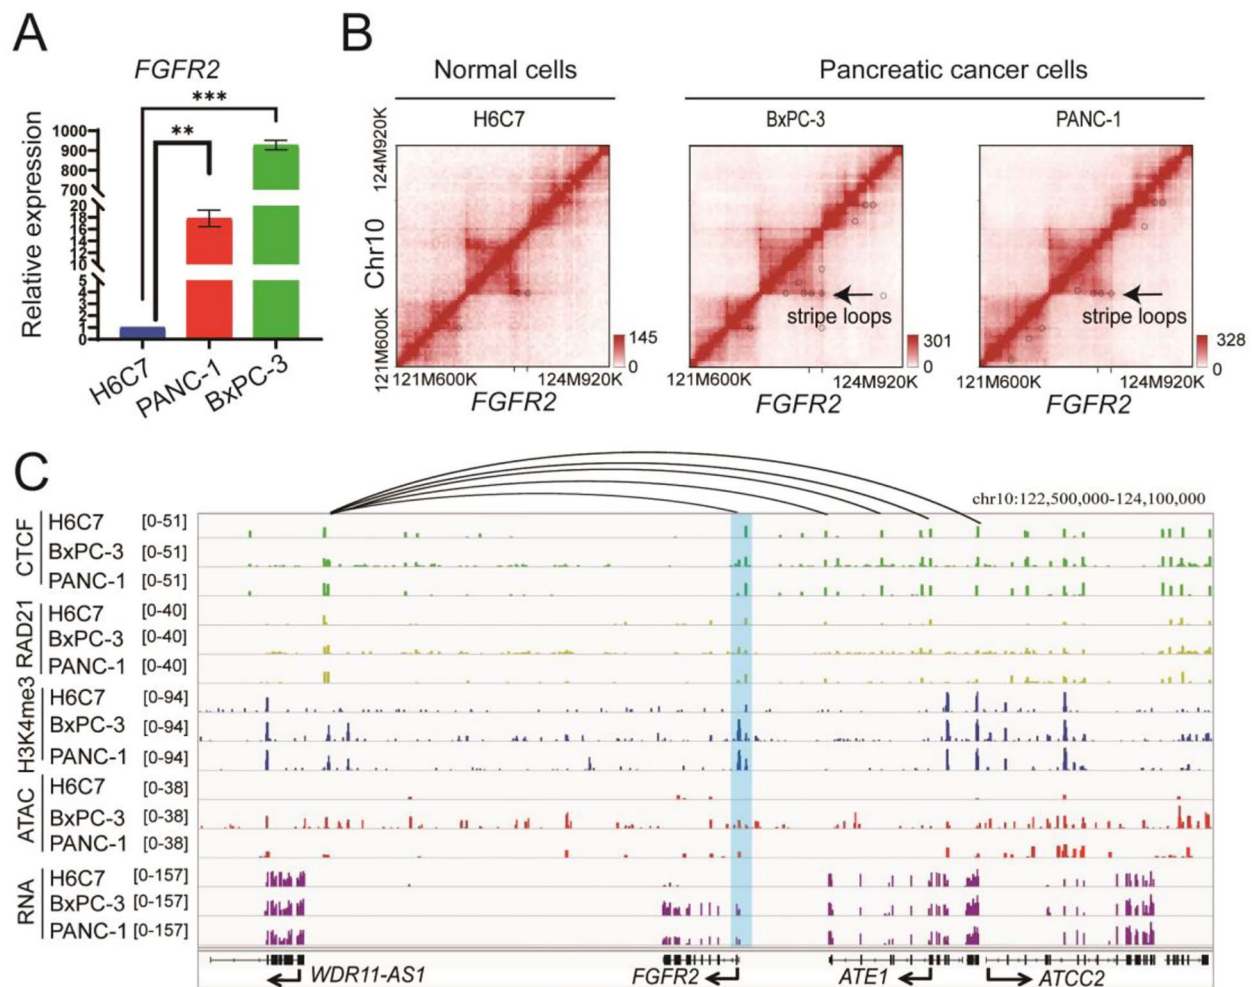 A
FGFR2
***
**
Relative expression
1000
900
800
700
20
18
16
14
12
10
5
4
3
2
1
0
H6C7
PANC-1
BxPC-3
B
Normal cells
Pancreatic cancer cells
H6C7
BxPC-3
PANC-1
Chr10
124M920K
121M600K
stripe loops
stripe loops
145
0
301
0
328
0
121M600K 124M920K
121M600K 124M920K
121M600K 124M920K
FGFR2
FGFR2
FGFR2
C
chr10:122,500,000-124,100,000
CTCF
H6C7 [0-51]
BxPC-3 [0-51]
PANC-1 [0-51]
RAD21
H6C7 [0-40]
BxPC-3 [0-40]
PANC-1 [0-40]
H3K4me3
H6C7 [0-94]
BxPC-3 [0-94]
PANC-1 [0-94]
ATAC
H6C7 [0-38]
BxPC-3 [0-38]
PANC-1 [0-38]
RNA
H6C7 [0-157]
BxPC-3 [0-157]
PANC-1 [0-157]
WDR11-AS1
FGFR2
ATE1
ATCC2